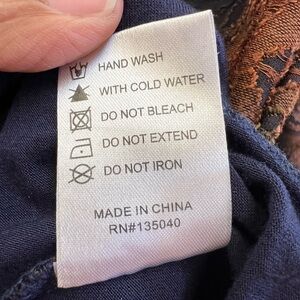 HAND WASH
WITH COLD WATER
DO NOT BLEACH
DO NOT EXTEND
DO NOT IRON
MADE IN CHINA
RN#135040